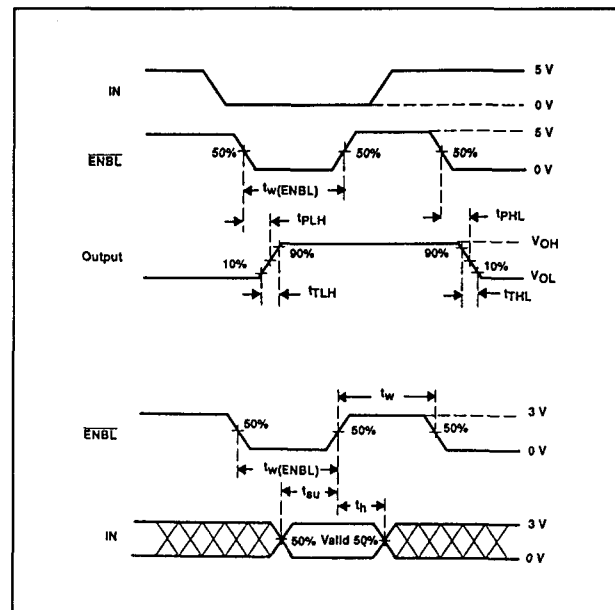 IN
5 V
0 V
ENBL
5 V
50%
50%
50%
0 V
tw(ENBL)
tPLH
tPHL
Output
VOH
10%
90%
90%
10%
VOL
tTLH
tTHL
tw
ENBL
3 V
50%
50%
50%
0 V
tw(ENBL)
tsu
th
IN
3 V
50% Valid 50%
0 V